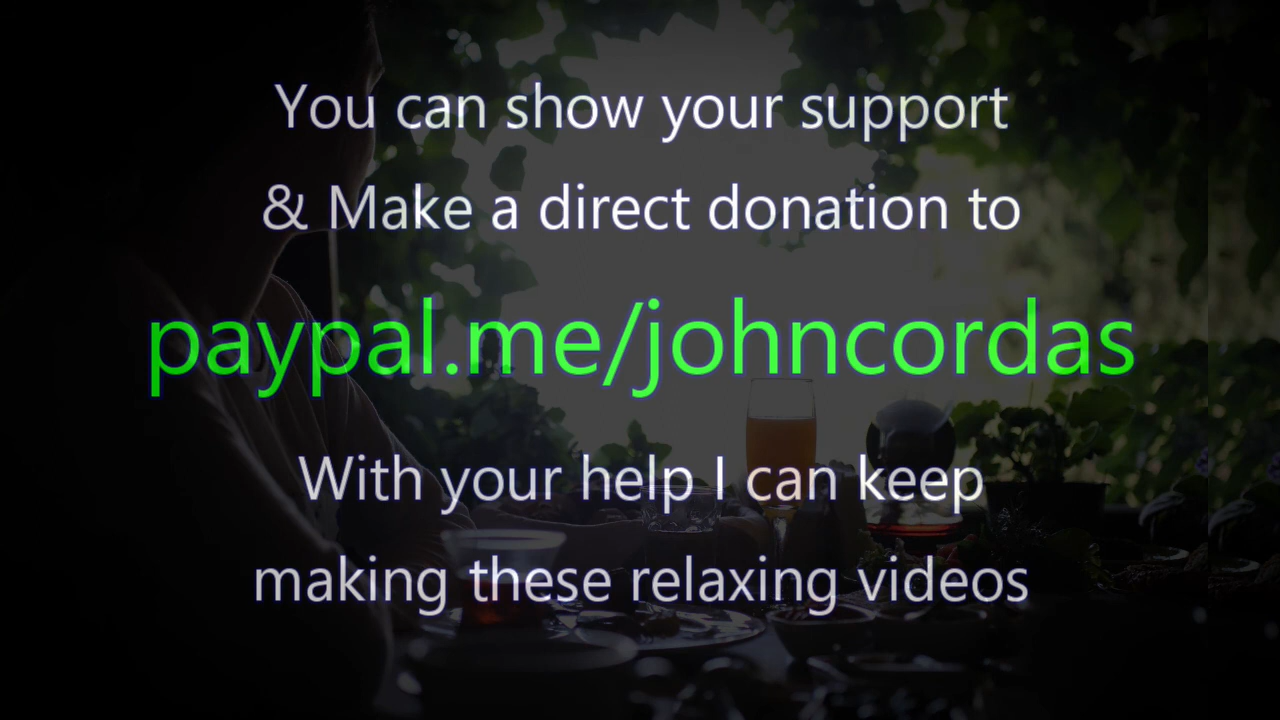 You can show your support
& Make a direct donation to
paypal.me/johncordas
With your help I can keep
making these relaxing videos